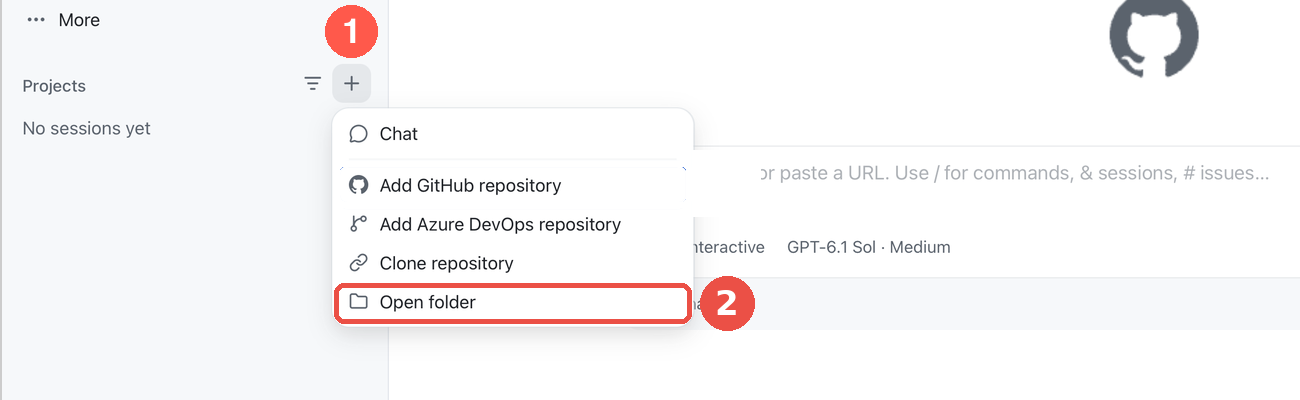 More
1
Projects
No sessions yet
Chat
Add GitHub repository
or paste a URL. Use / for commands, & sessions, # issues...
Add Azure DevOps repository
GPT-6.1 Sol · Medium
Clone repository
Open folder
2